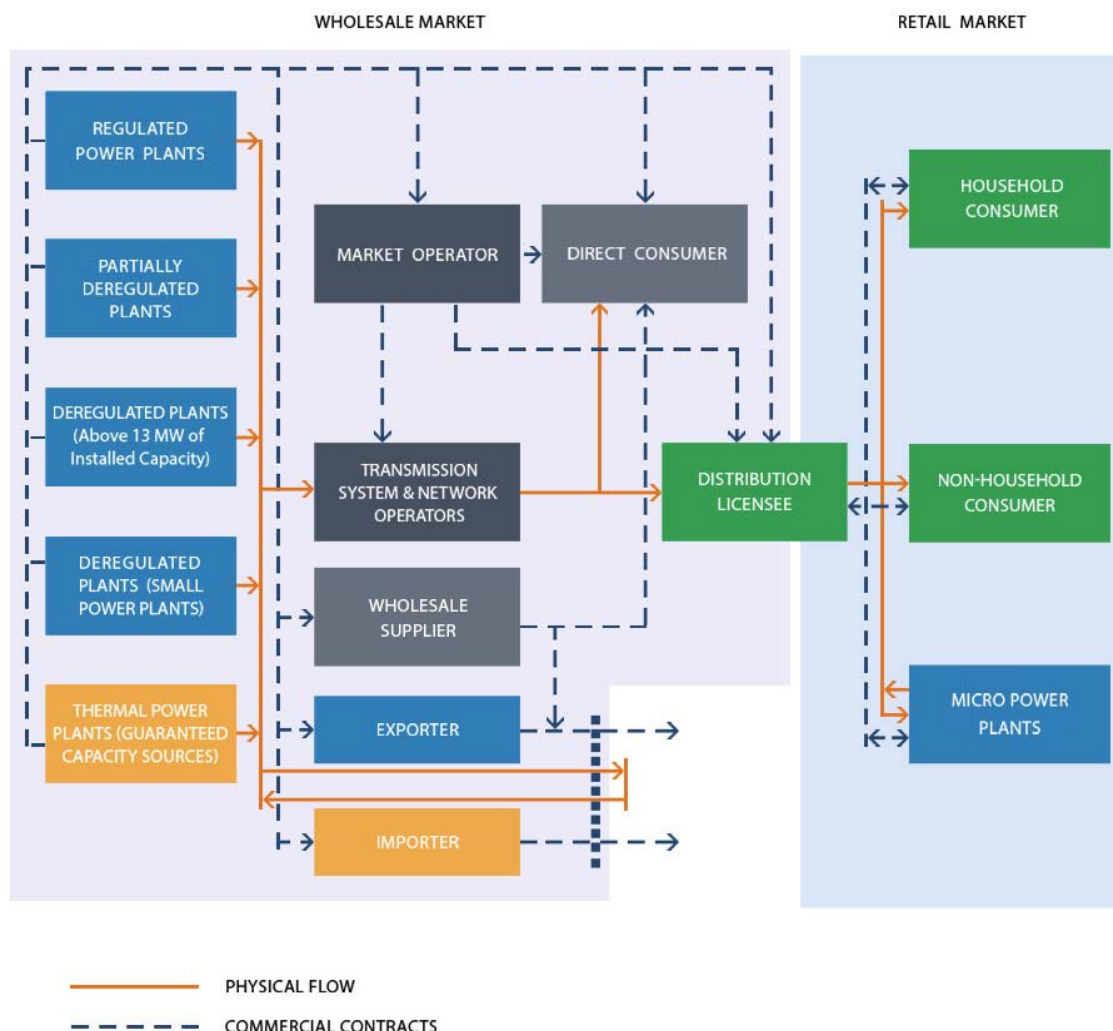 WHOLESALE MARKET
RETAIL MARKET
REGULATED
POWER PLANTS
PARTIALLY
DEREGULATED
PLANTS
DEREGULATED PLANTS
(Above 13 MW of
Installed Capacity)
DEREGULATED
PLANTS (SMALL
POWER PLANTS)
THERMAL POWER
PLANTS (GUARANTEED
CAPACITY SOURCES)
MARKET OPERATOR
DIRECT CONSUMER
TRANSMISSION
SYSTEM & NETWORK
OPERATORS
WHOLESALE
SUPPLIER
EXPORTER
IMPORTER
DISTRIBUTION
LICENSEE
HOUSEHOLD
CONSUMER
NON-HOUSEHOLD
CONSUMER
MICRO POWER
PLANTS
PHYSICAL FLOW
COMMERCIAL CONTRACTS